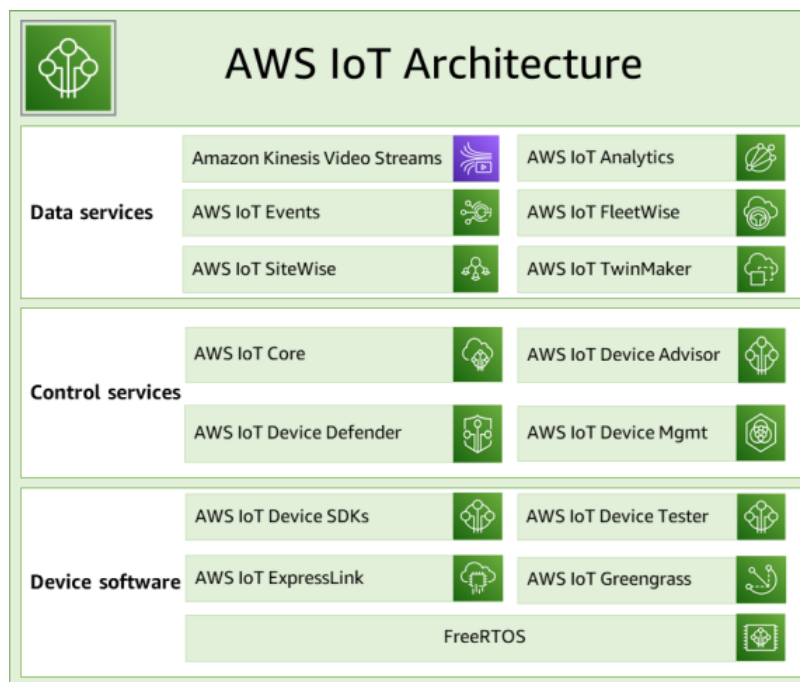 AWS IoT Architecture
Data services
Amazon Kinesis Video Streams
AWS IoT Analytics
AWS IoT Events
AWS IoT FleetWise
AWS IoT SiteWise
AWS IoT TwinMaker
Control services
AWS IoT Core
AWS IoT Device Advisor
AWS IoT Device Defender
AWS IoT Device Mgmt
Device software
AWS IoT Device SDKs
AWS IoT Device Tester
AWS IoT ExpressLink
AWS IoT Greengrass
FreeRTOS